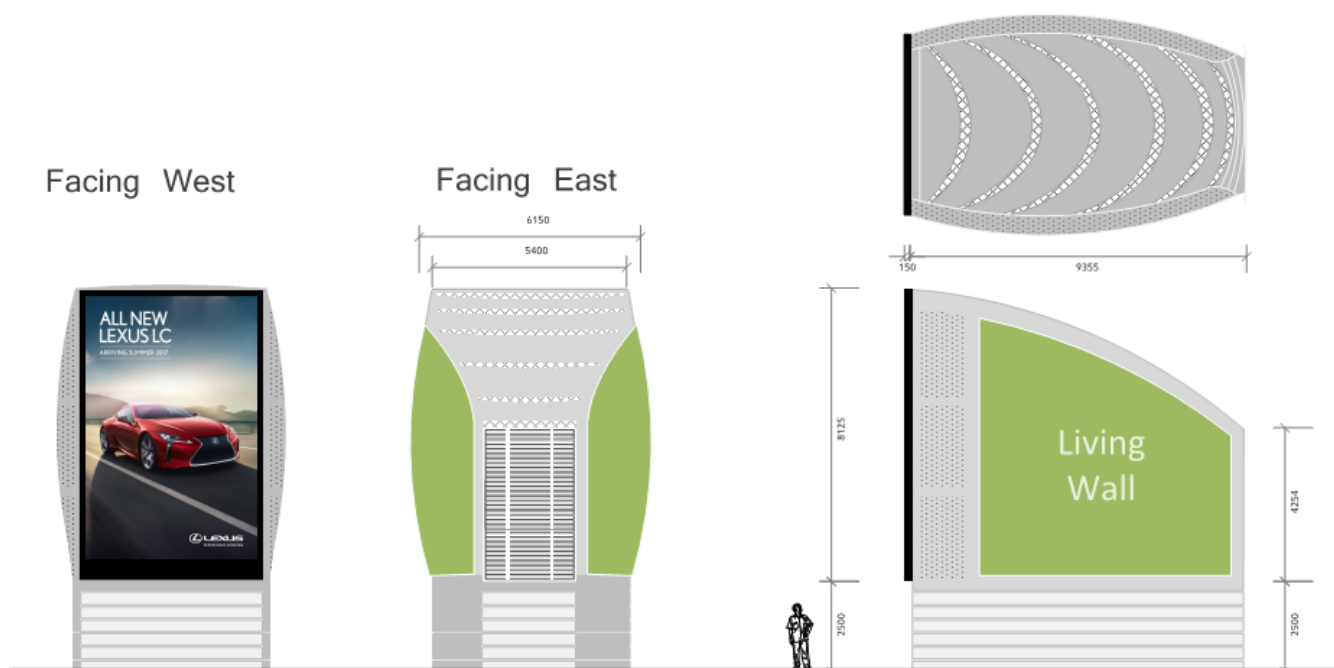 Facing West
Facing East
6150
5400
150
9355
ALL NEW
LEXUS LC
ARRIVING SUMMER 2017
LEXUS
8125
2500
Living
Wall
4254
2500